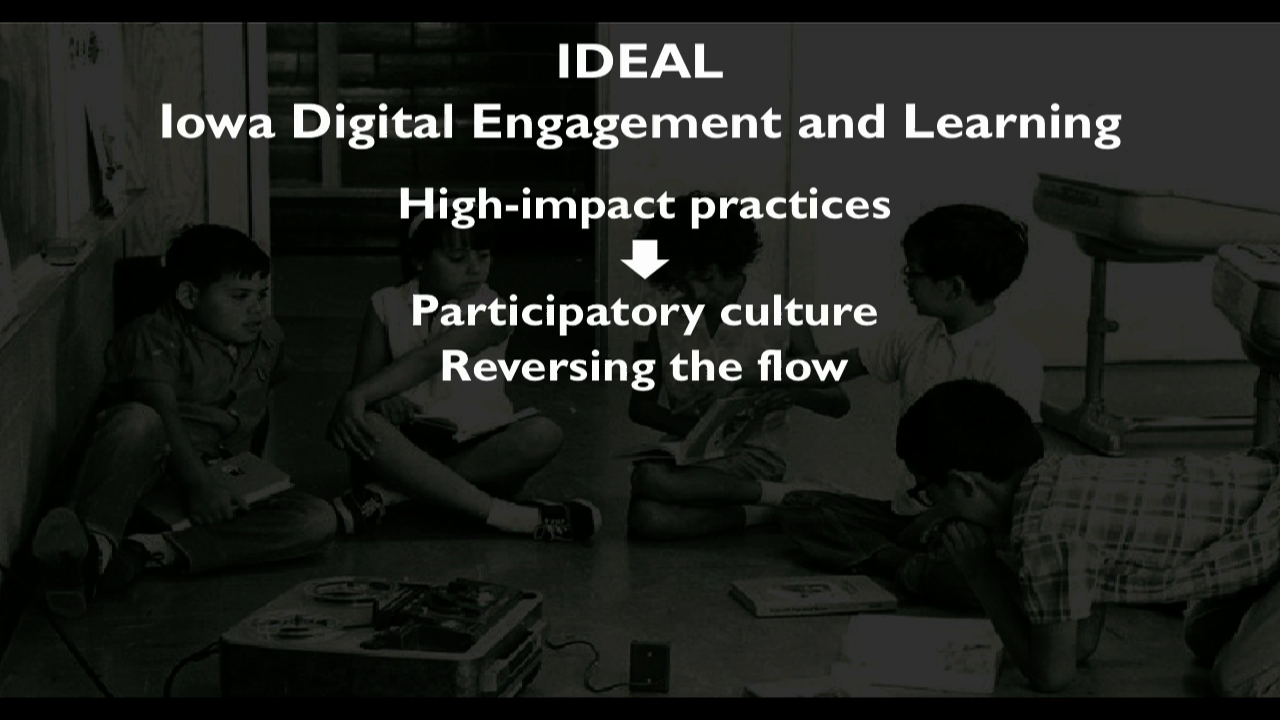 IDEAL
Iowa Digital Engagement and Learning
High-impact practices
Participatory culture
Reversing the flow